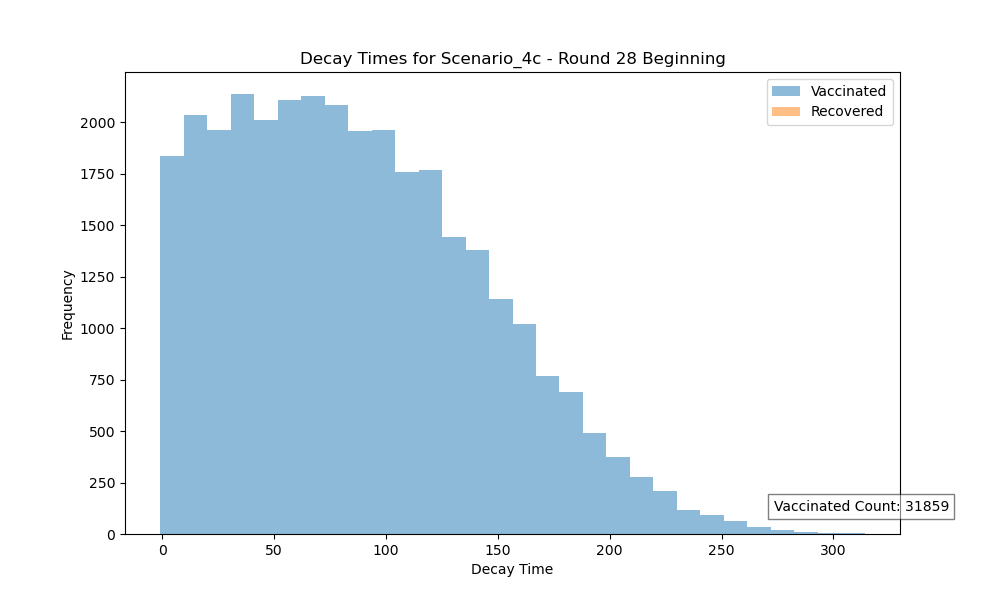 Decay Times for Scenario_4c - Round 28 Beginning
Vaccinated
Recovered
2000
1750
1500
1250
1000
750
500
250
0
Frequency
Vaccinated Count: 31859
0
50
100
150
200
250
300
Decay Time